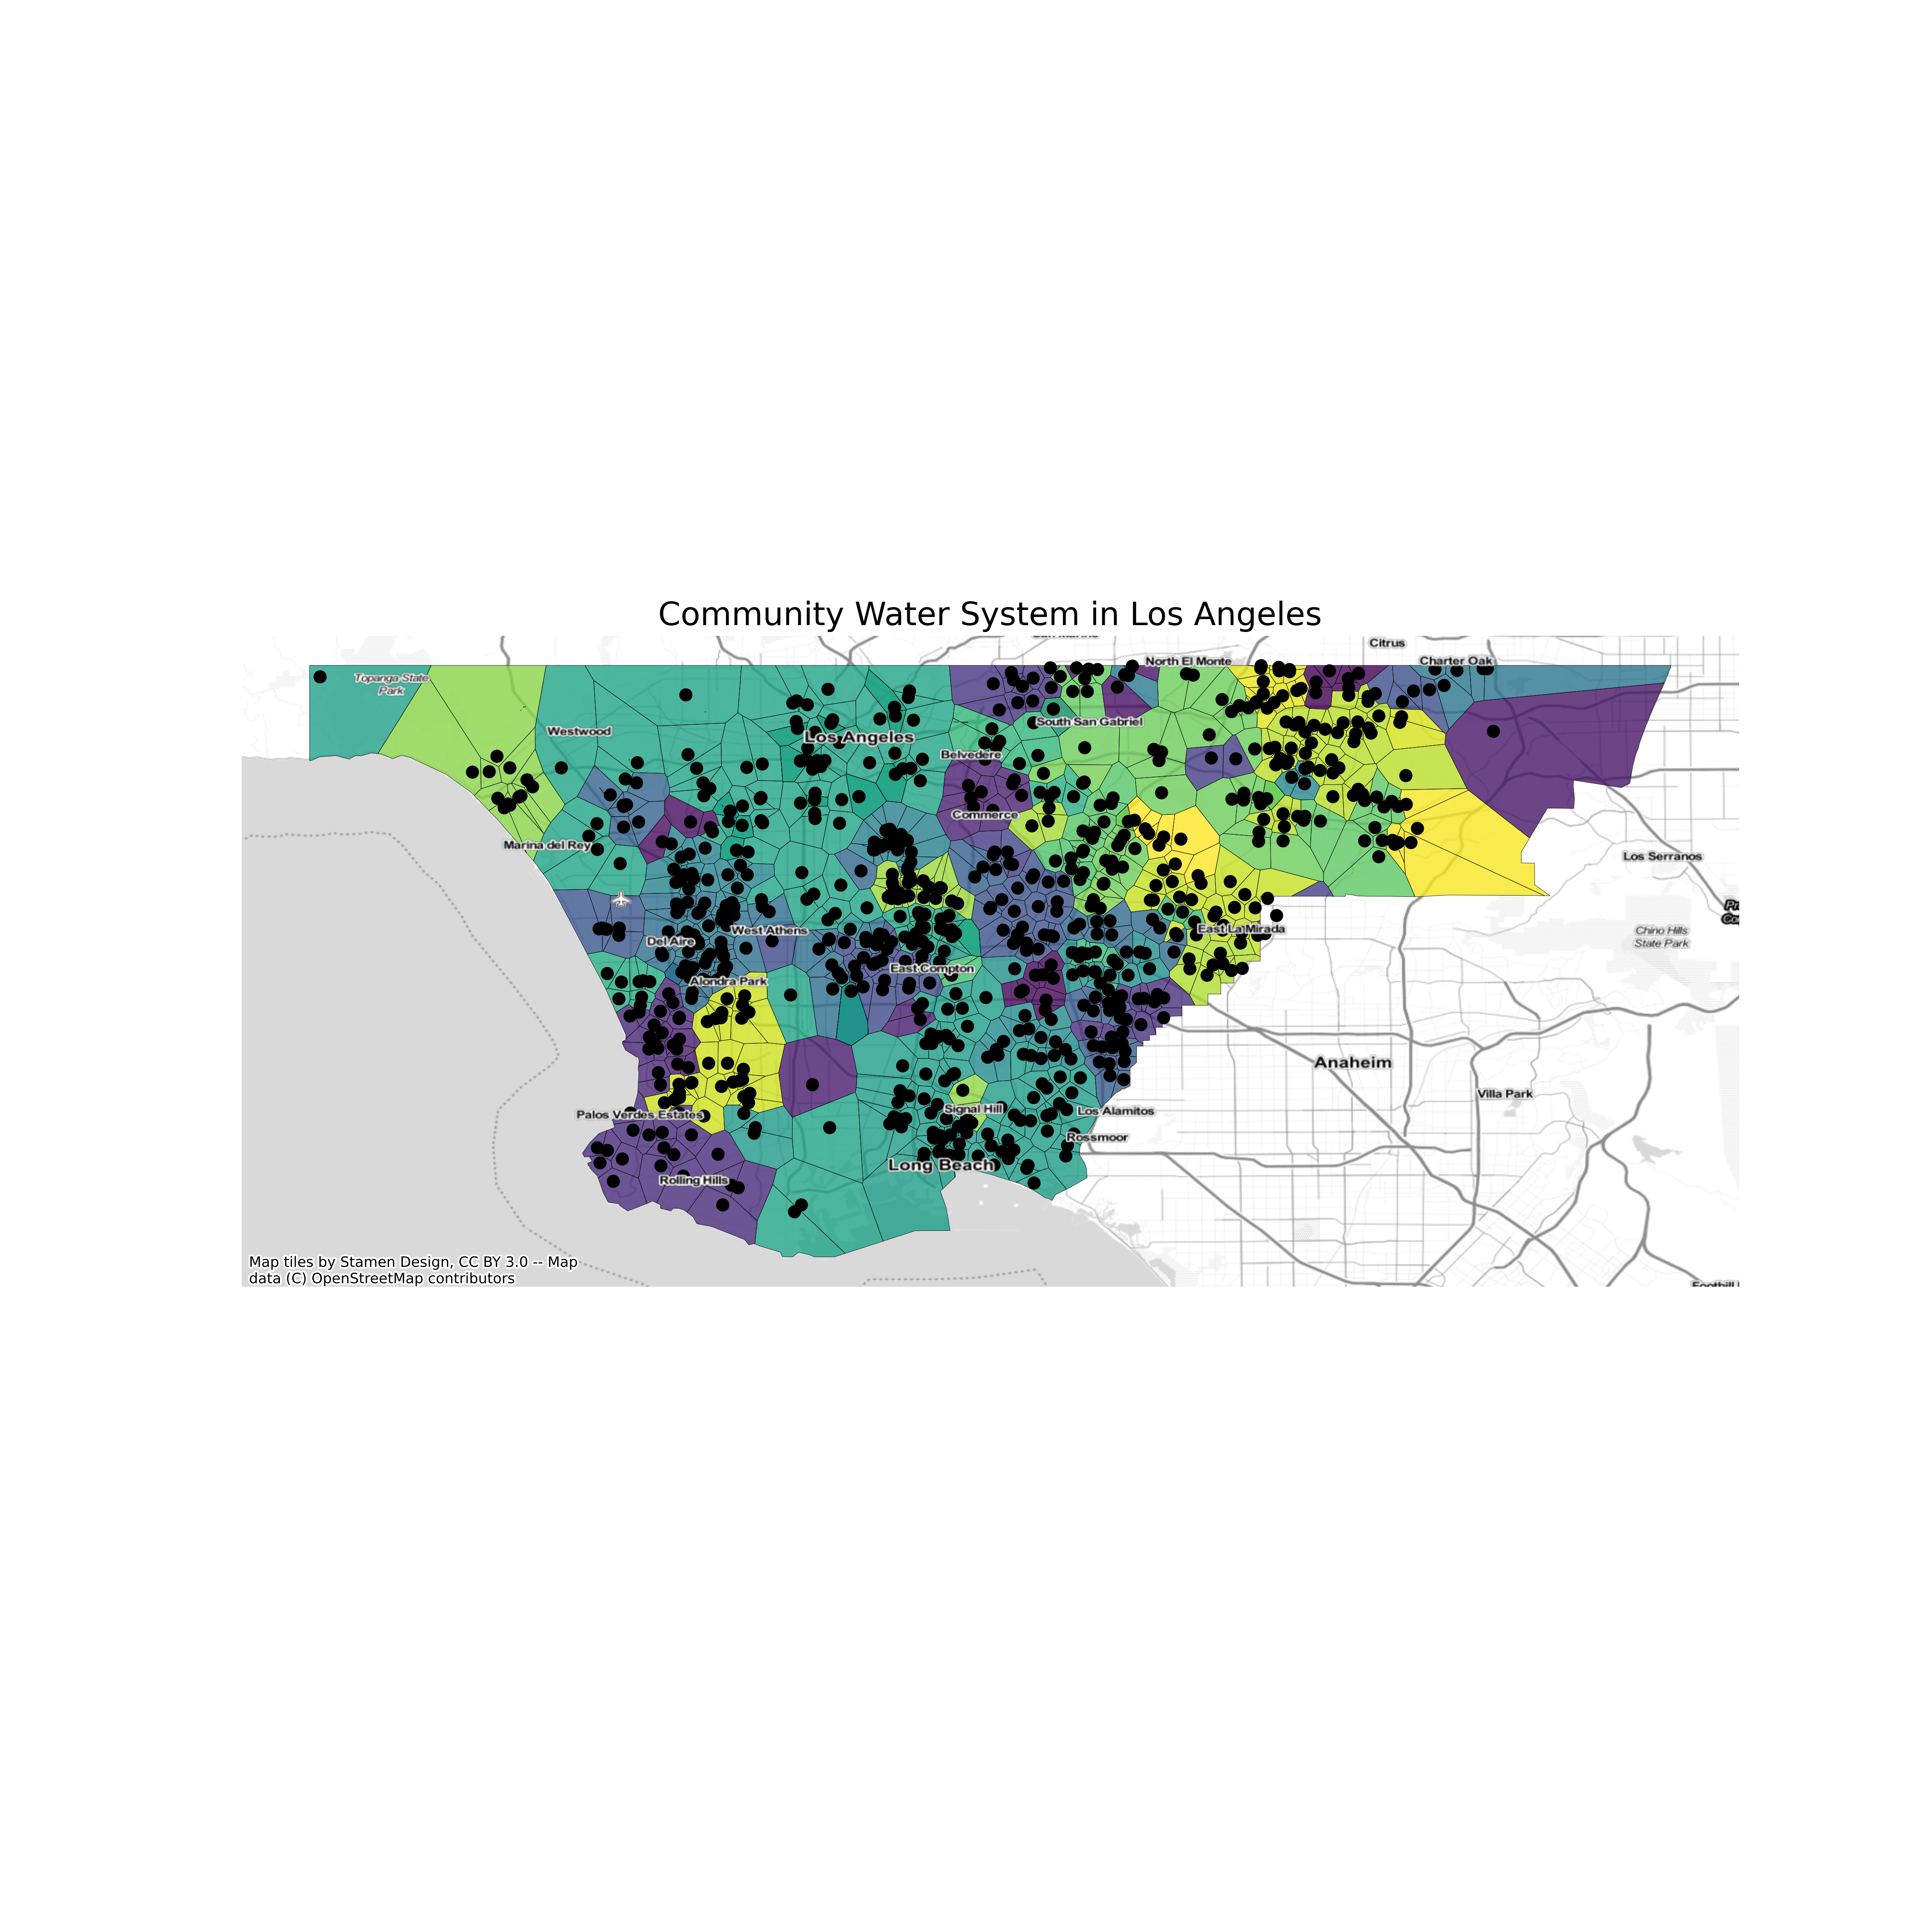 Community Water System in Los Angeles
Citrus
North El Monte
Charter Oak
Topanga State
Park
South San Gabriel
Westwood
Los Angeles
Belvedere
Commerce
Marina del Rey
Los Serranos
West Athens
East La Mirada
Chino Hills
State Park
Del Aire
East Compton
Alondra Park
Anaheim
Villa Park
Signal Hill
Los Alamitos
Palos Verdes Estates
Rossmoor
Long Beach
Rolling Hills
Map tiles by Stamen Design, CC BY 3.0 -- Map
data (C) OpenStreetMap contributors